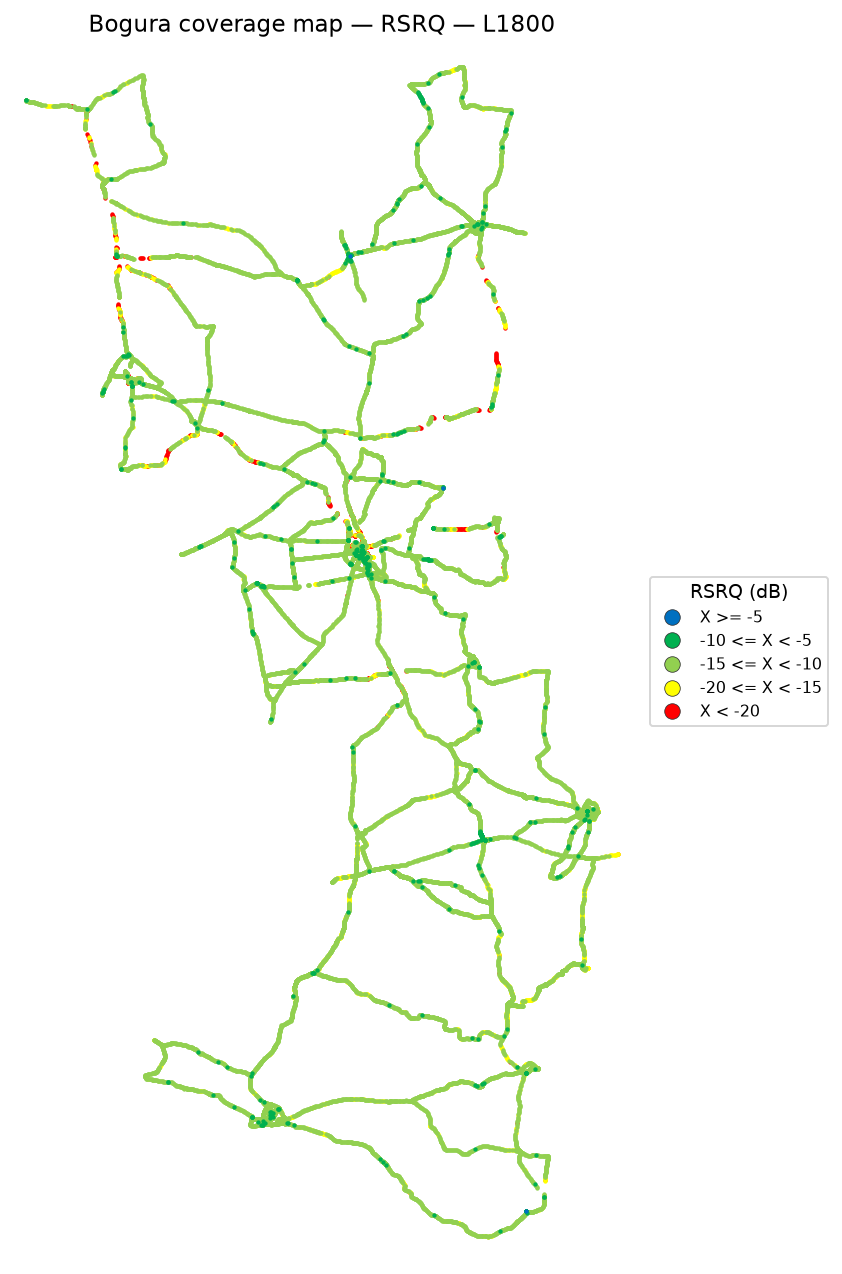 Bogura coverage map — RSRQ — L1800
RSRQ (dB)
X >= -5
-10 <= X < -5
-15 <= X < -10
-20 <= X < -15
X < -20